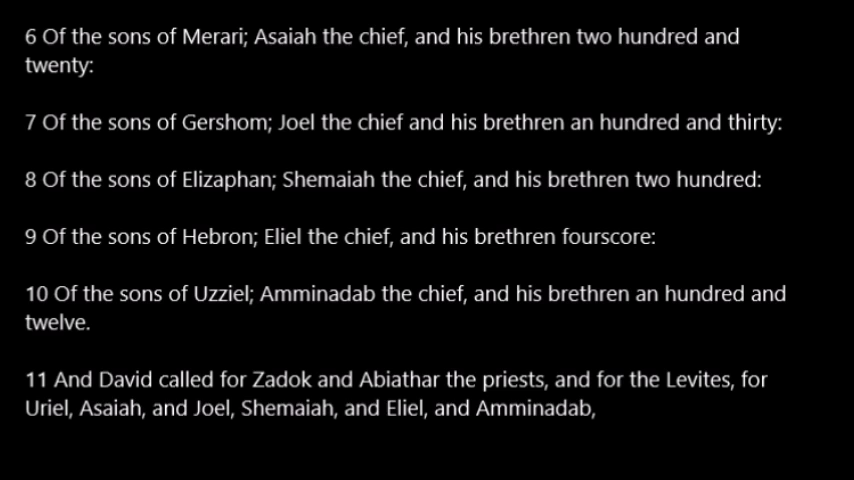 6 Of the sons of Merari; Asaiah the chief, and his brethren two hundred and
twenty:
7 Of the sons of Gershom; Joel the chief and his brethren an hundred and thirty:
8 Of the sons of Elizaphan; Shemaiah the chief, and his brethren two hundred:
9 Of the sons of Hebron; Eliel the chief, and his brethren fourscore:
10 Of the sons of Uzziel; Amminadab the chief, and his brethren an hundred and
twelve.
11 And David called for Zadok and Abiathar the priests, and for the Levites, for
Uriel, Asaiah, and Joel, Shemaiah, and Eliel, and Amminadab,